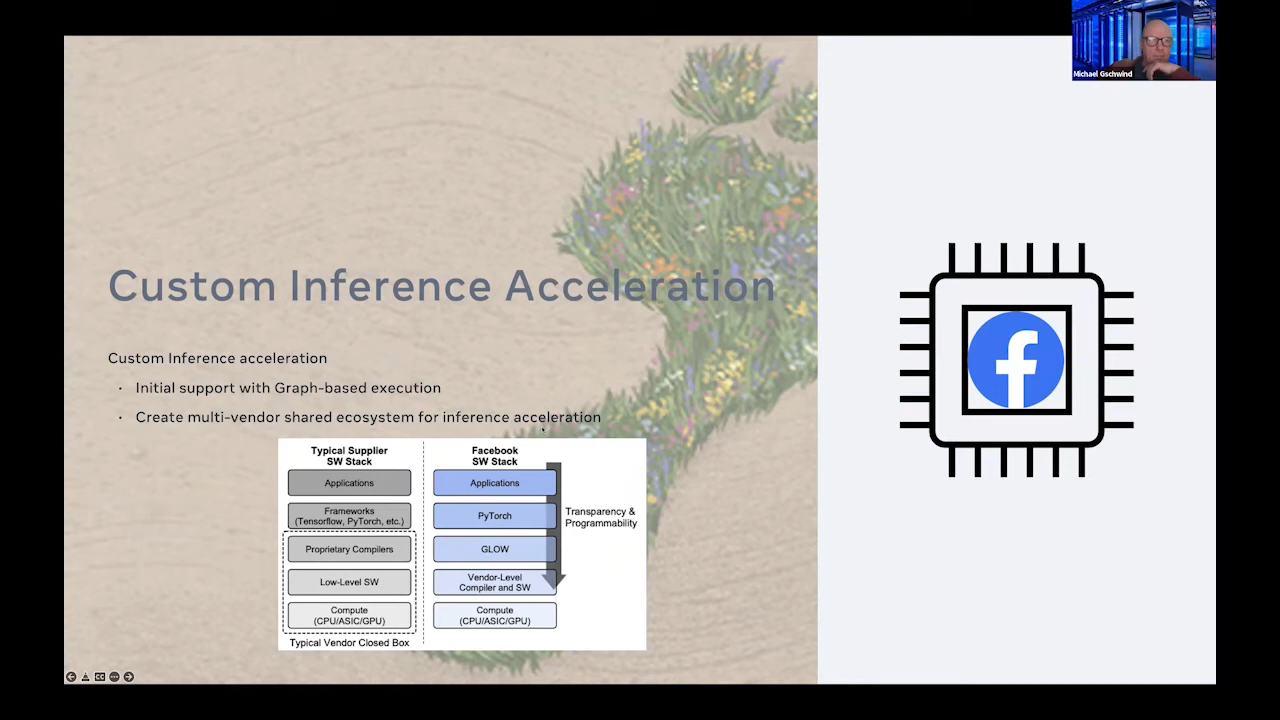 Michael Gschwind
Custom Inference Acceleration
Custom Inference acceleration
· Initial support with Graph-based execution
· Create multi-vendor shared ecosystem for inference acceleration
Typical Supplier
SW Stack
Applications
Frameworks
(Tensorflow, PyTorch, etc.)
Proprietary Compilers
Low-Level SW
Compute
(CPU/ASIC/GPU)
Typical Vendor Closed Box
Facebook
SW Stack
Applications
PyTorch
GLOW
Vendor-Level
Compiler and SW
Compute
(CPU/ASIC/GPU)
Transparency &
Programmability
f
CC